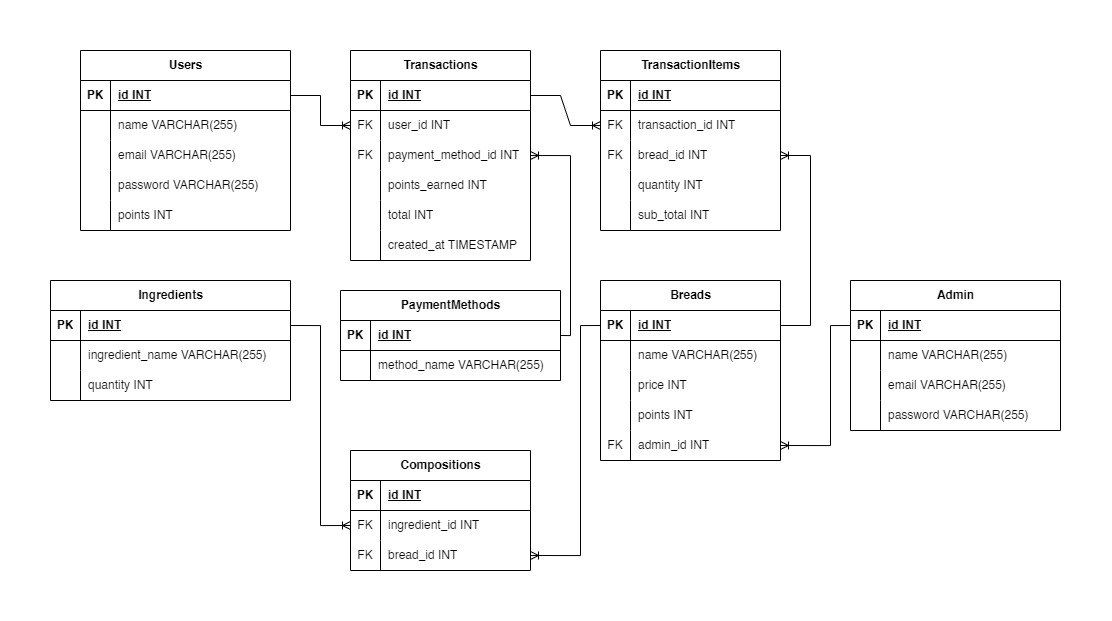 Users
PK id INT
name VARCHAR(255)
email VARCHAR(255)
password VARCHAR(255)
points INT
Transactions
PK id INT
FK user_id INT
FK payment_method_id INT
points_earned INT
total INT
created_at TIMESTAMP
TransactionItems
PK id INT
FK transaction_id INT
FK bread_id INT
quantity INT
sub_total INT
Ingredients
PK id INT
ingredient_name VARCHAR(255)
quantity INT
PaymentMethods
PK id INT
method_name VARCHAR(255)
Breads
PK id INT
name VARCHAR(255)
price INT
points INT
FK admin_id INT
Admin
PK id INT
name VARCHAR(255)
email VARCHAR(255)
password VARCHAR(255)
Compositions
PK id INT
FK ingredient_id INT
FK bread_id INT